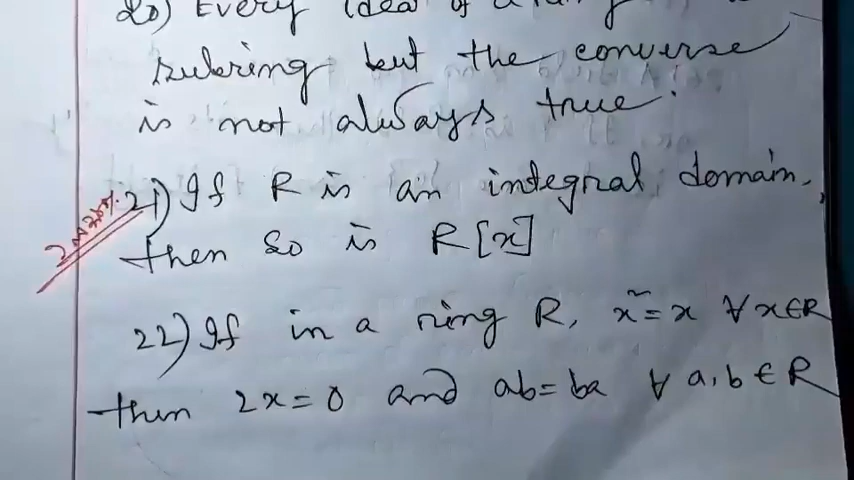 20) Every ideal of a ring
subring but the converse
is not always true.
21) If R is an integral domain,
then so is R[x]
22) If in a ring R, x²=x ∀x∈R
then 2x=0 and ab=ba ∀ a,b∈R